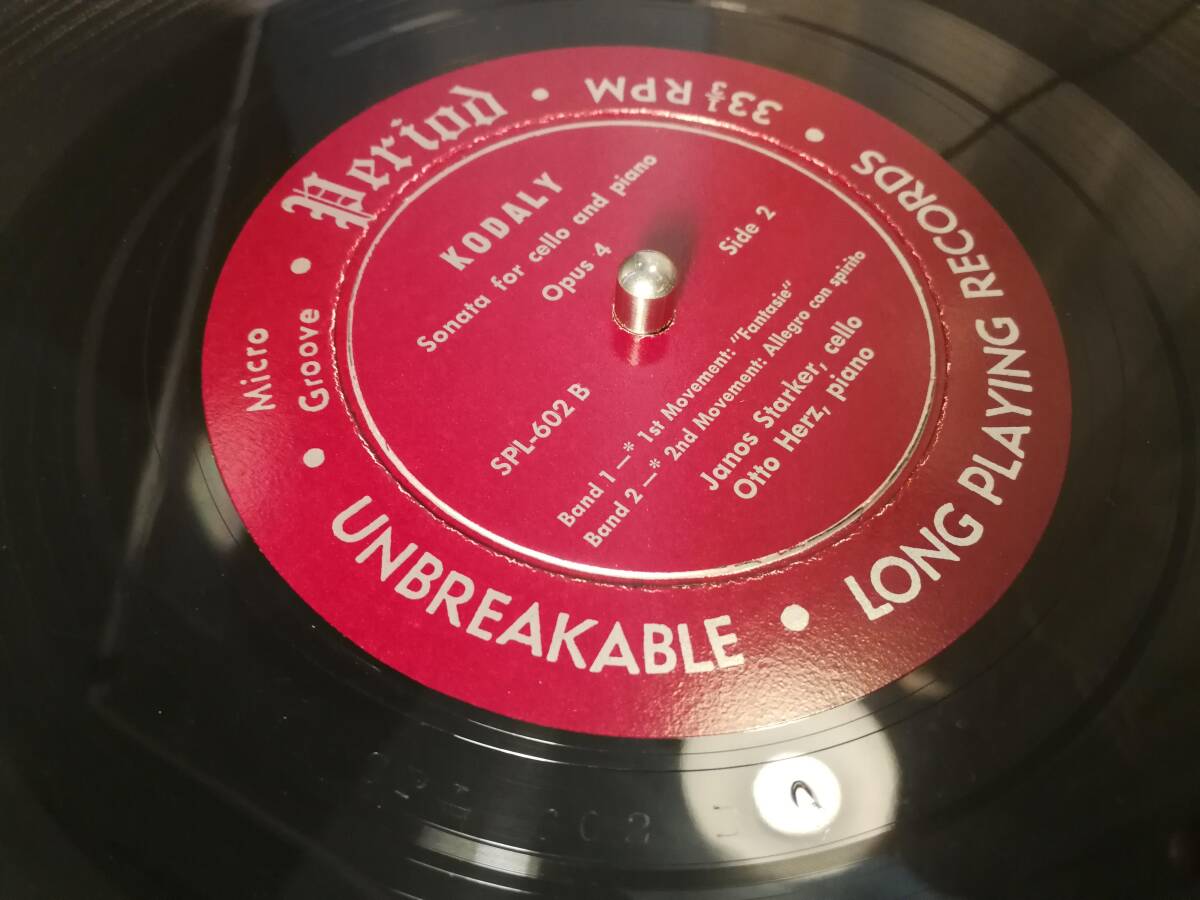 Period
33⅓ RPM
LONG PLAYING RECORDS
UNBREAKABLE
Micro
Groove
KODALY
Sonata for cello and piano
Opus 4
Side 2
SPL-602 B
Band 1 —* 1st Movement: "Fantasie"
Band 2 —* 2nd Movement: Allegro con spirito
Janos Starker, cello
Otto Herz, piano